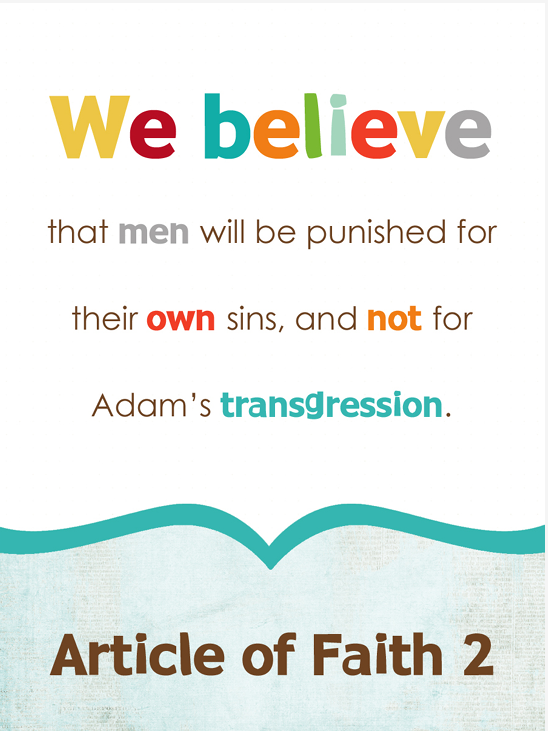 We believe
that men will be punished for
their own sins, and not for
Adam's transgression.
Article of Faith 2